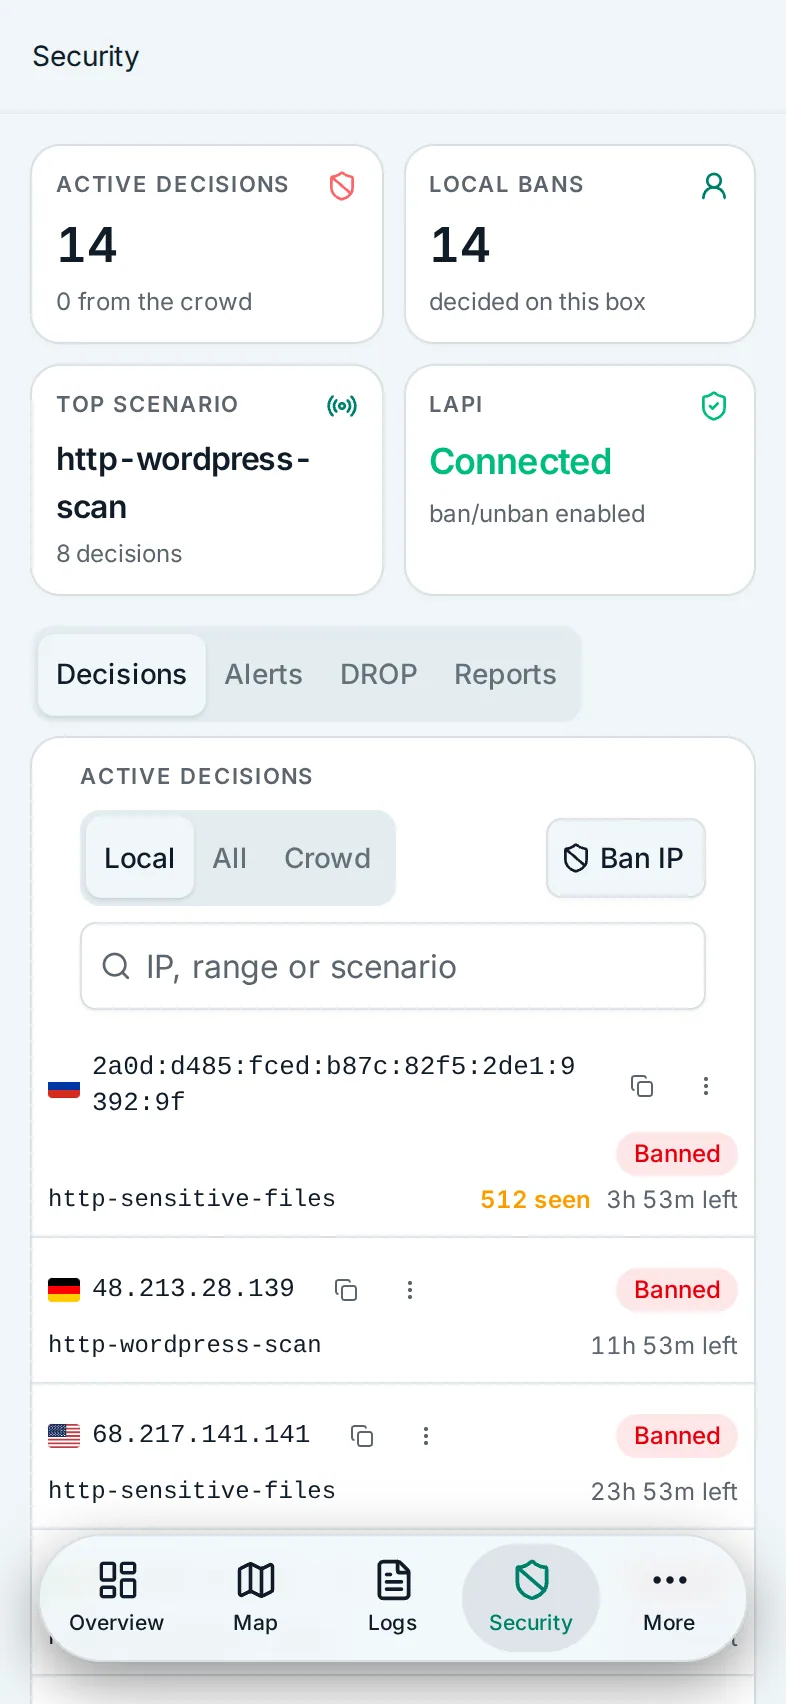 Security
ACTIVE DECISIONS
14
0 from the crowd
LOCAL BANS
14
decided on this box
TOP SCENARIO
http-wordpress-
scan
8 decisions
LAPI
Connected
ban/unban enabled
Decisions Alerts DROP Reports
ACTIVE DECISIONS
Local All Crowd
Ban IP
IP, range or scenario
2a0d:d485:fced:b87c:82f5:2de1:9
392:9f
Banned
http-sensitive-files 512 seen 3h 53m left
48.213.28.139 Banned
http-wordpress-scan 11h 53m left
68.217.141.141 Banned
http-sensitive-files 23h 53m left
Overview Map Logs Security More